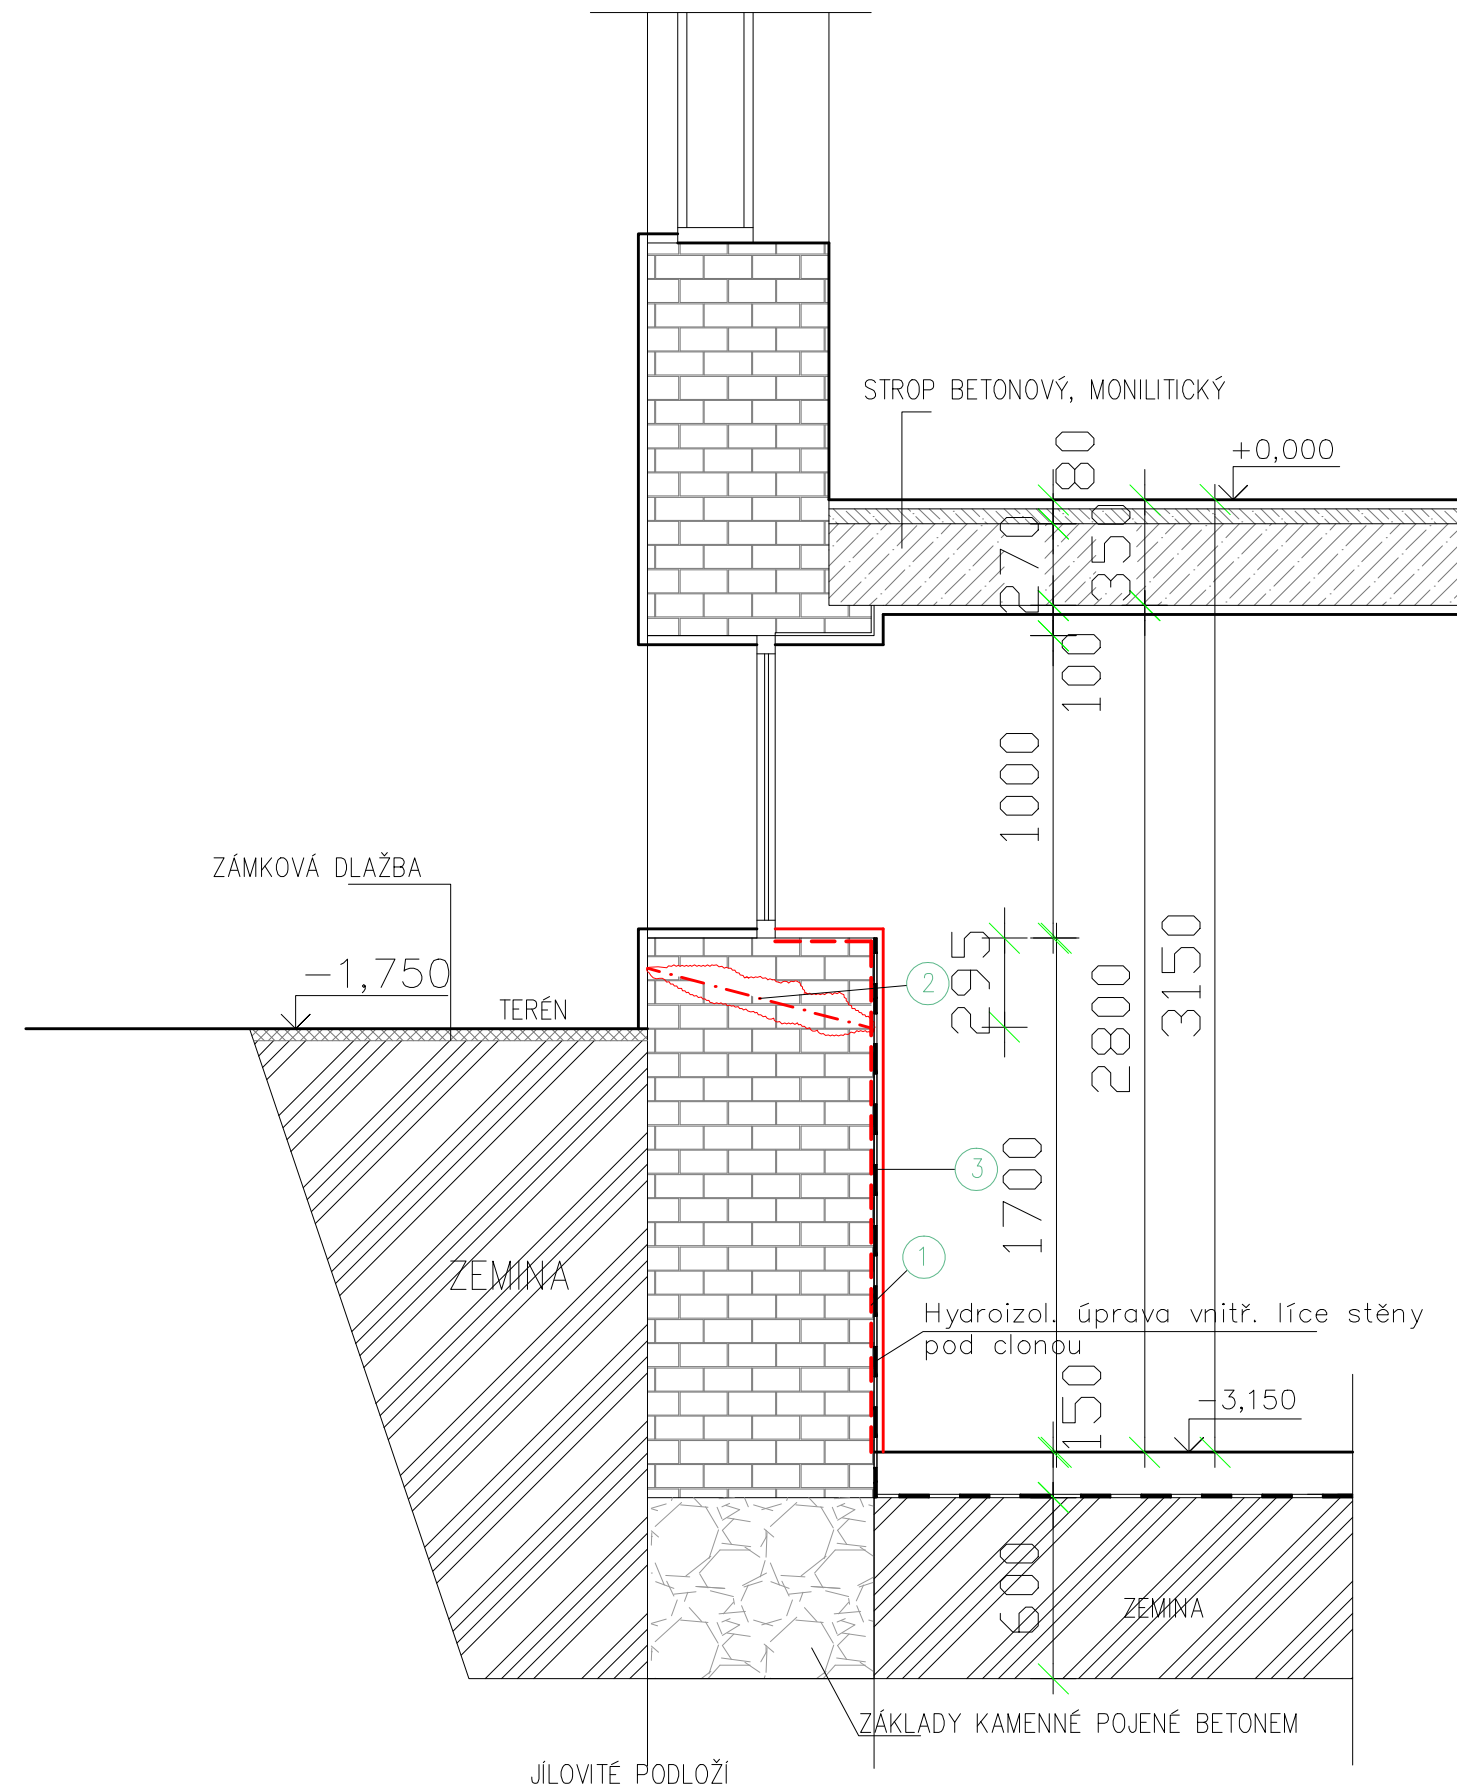 STROP BETONOVÝ, MONILITICKÝ
80
+0,000
270
350
100
1000
ZÁMKOVÁ DLAŽBA
-1,750
TERÉN
2
295
2800
3150
3
1700
1
ZEMINA
Hydroizol. úprava vnitř. líce stěny
pod clonou
150
-3,150
600
ZEMINA
ZÁKLADY KAMENNÉ POJENÉ BETONEM
JÍLOVITÉ PODLOŽÍ